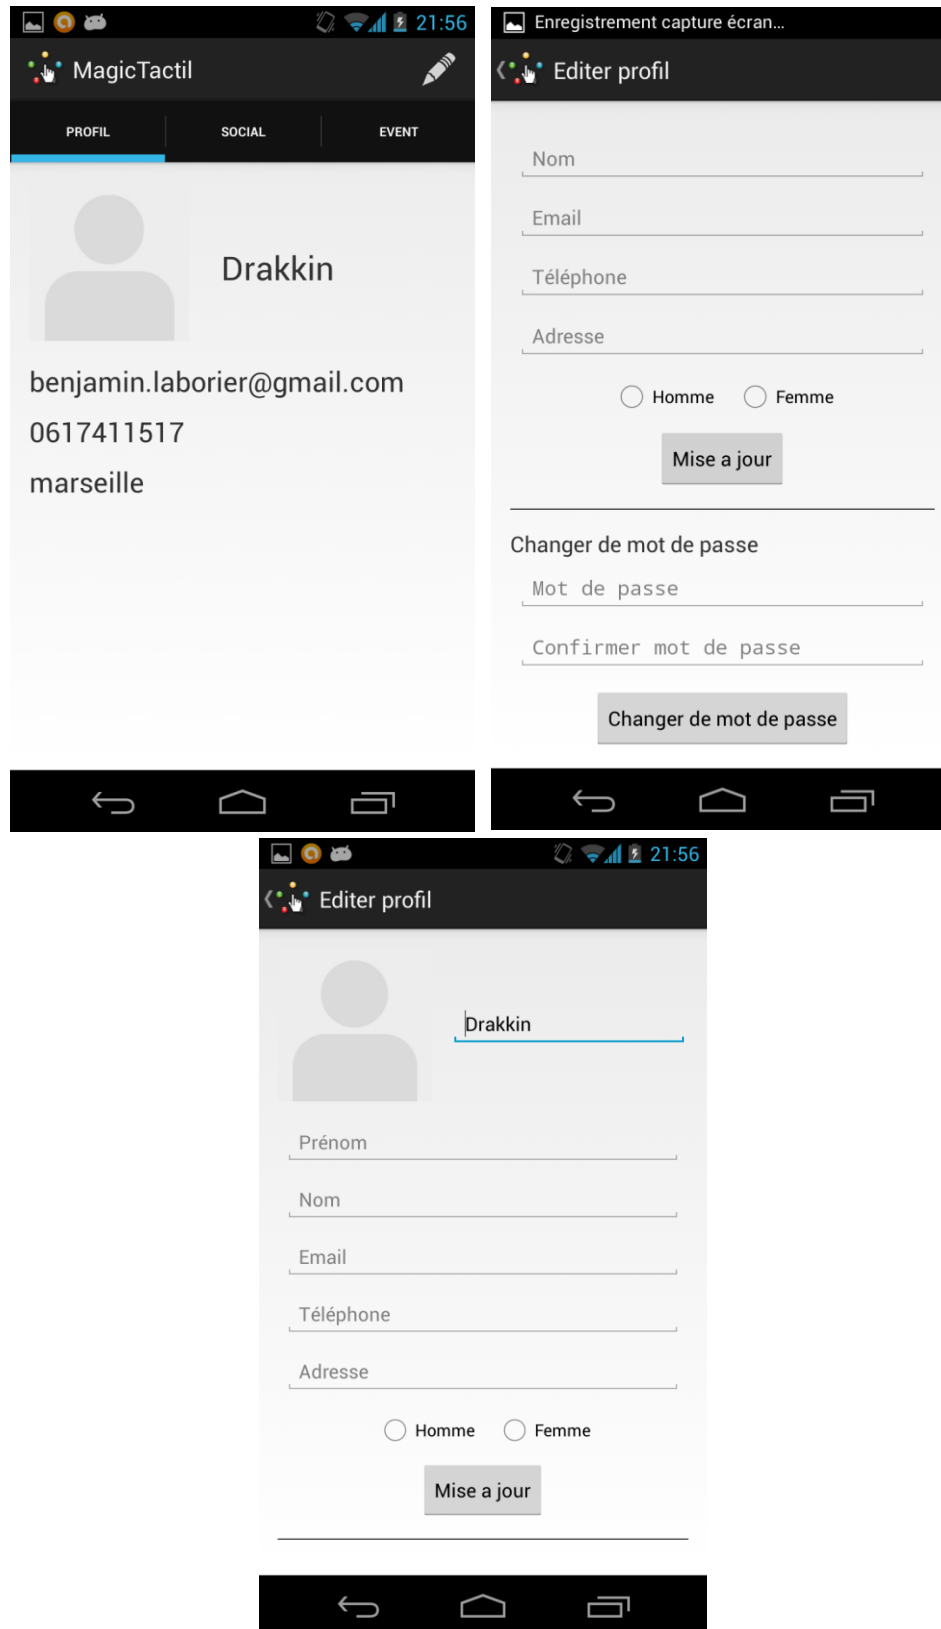 21:56
MagicTactil
PROFIL SOCIAL EVENT
Drakkin
benjamin.laborier@gmail.com
0617411517
marseille
Enregistrement capture écran...
Editer profil
Nom
Email
Téléphone
Adresse
Homme Femme
Mise a jour
Changer de mot de passe
Mot de passe
Confirmer mot de passe
Changer de mot de passe
21:56
Editer profil
Drakkin
Prénom
Nom
Email
Téléphone
Adresse
Homme Femme
Mise a jour